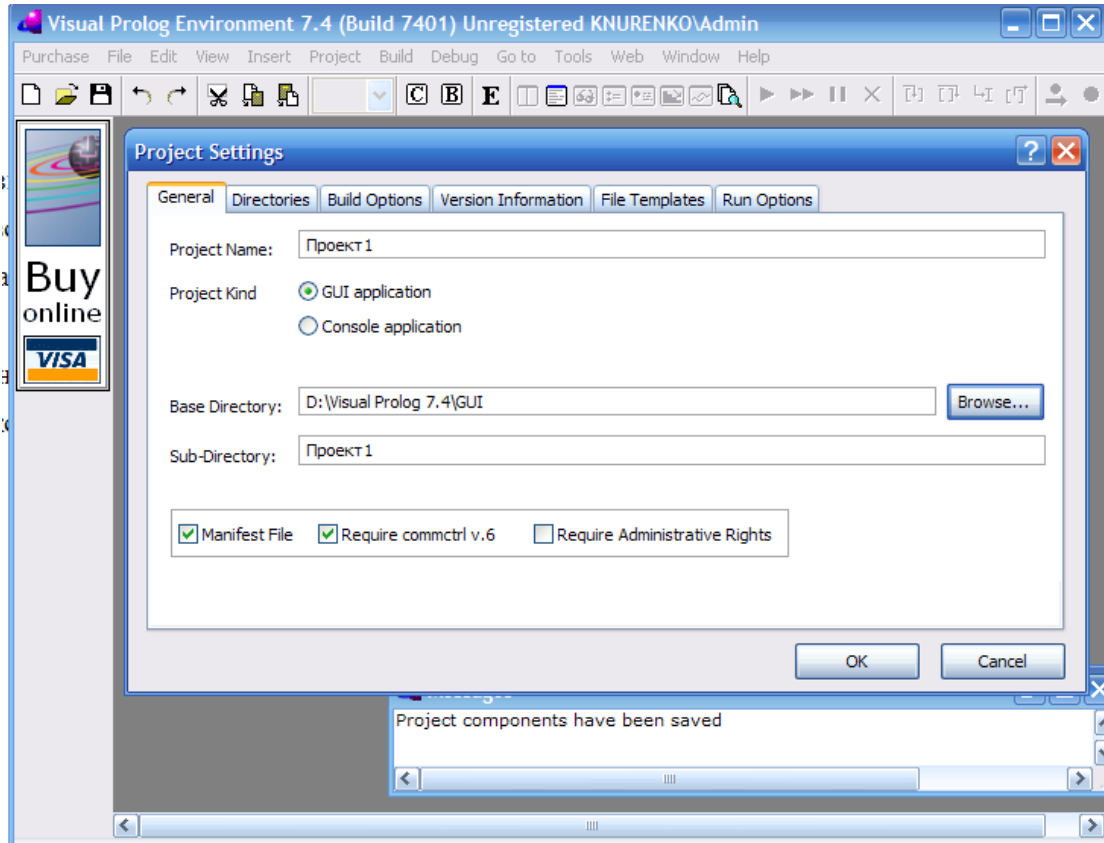 Visual Prolog Environment 7.4 (Build 7401) Unregistered KNURENKO\Admin
Purchase File Edit View Insert Project Build Debug Go to Tools Web Window Help
C B E
Project Settings
General Directories Build Options Version Information File Templates Run Options
Project Name: Проект1
Project Kind GUI application
Console application
Base Directory: D:\Visual Prolog 7.4\GUI Browse...
Sub-Directory: Проект1
Manifest File Require commctrl v.6 Require Administrative Rights
OK Cancel
Buy
online
VISA
Project components have been saved